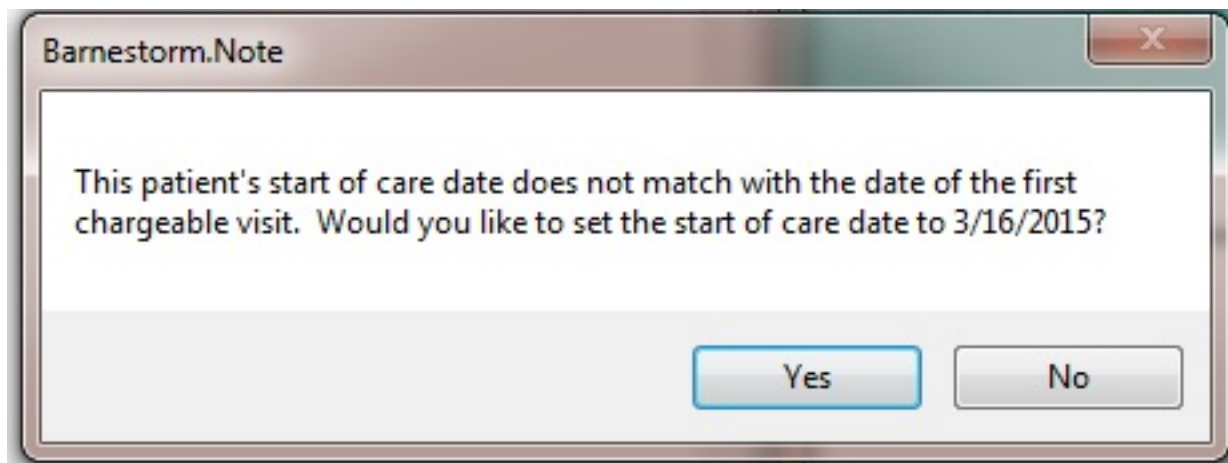 Barnestorm.Note
This patient's start of care date does not match with the date of the first
chargeable visit.  Would you like to set the start of care date to 3/16/2015?
Yes No